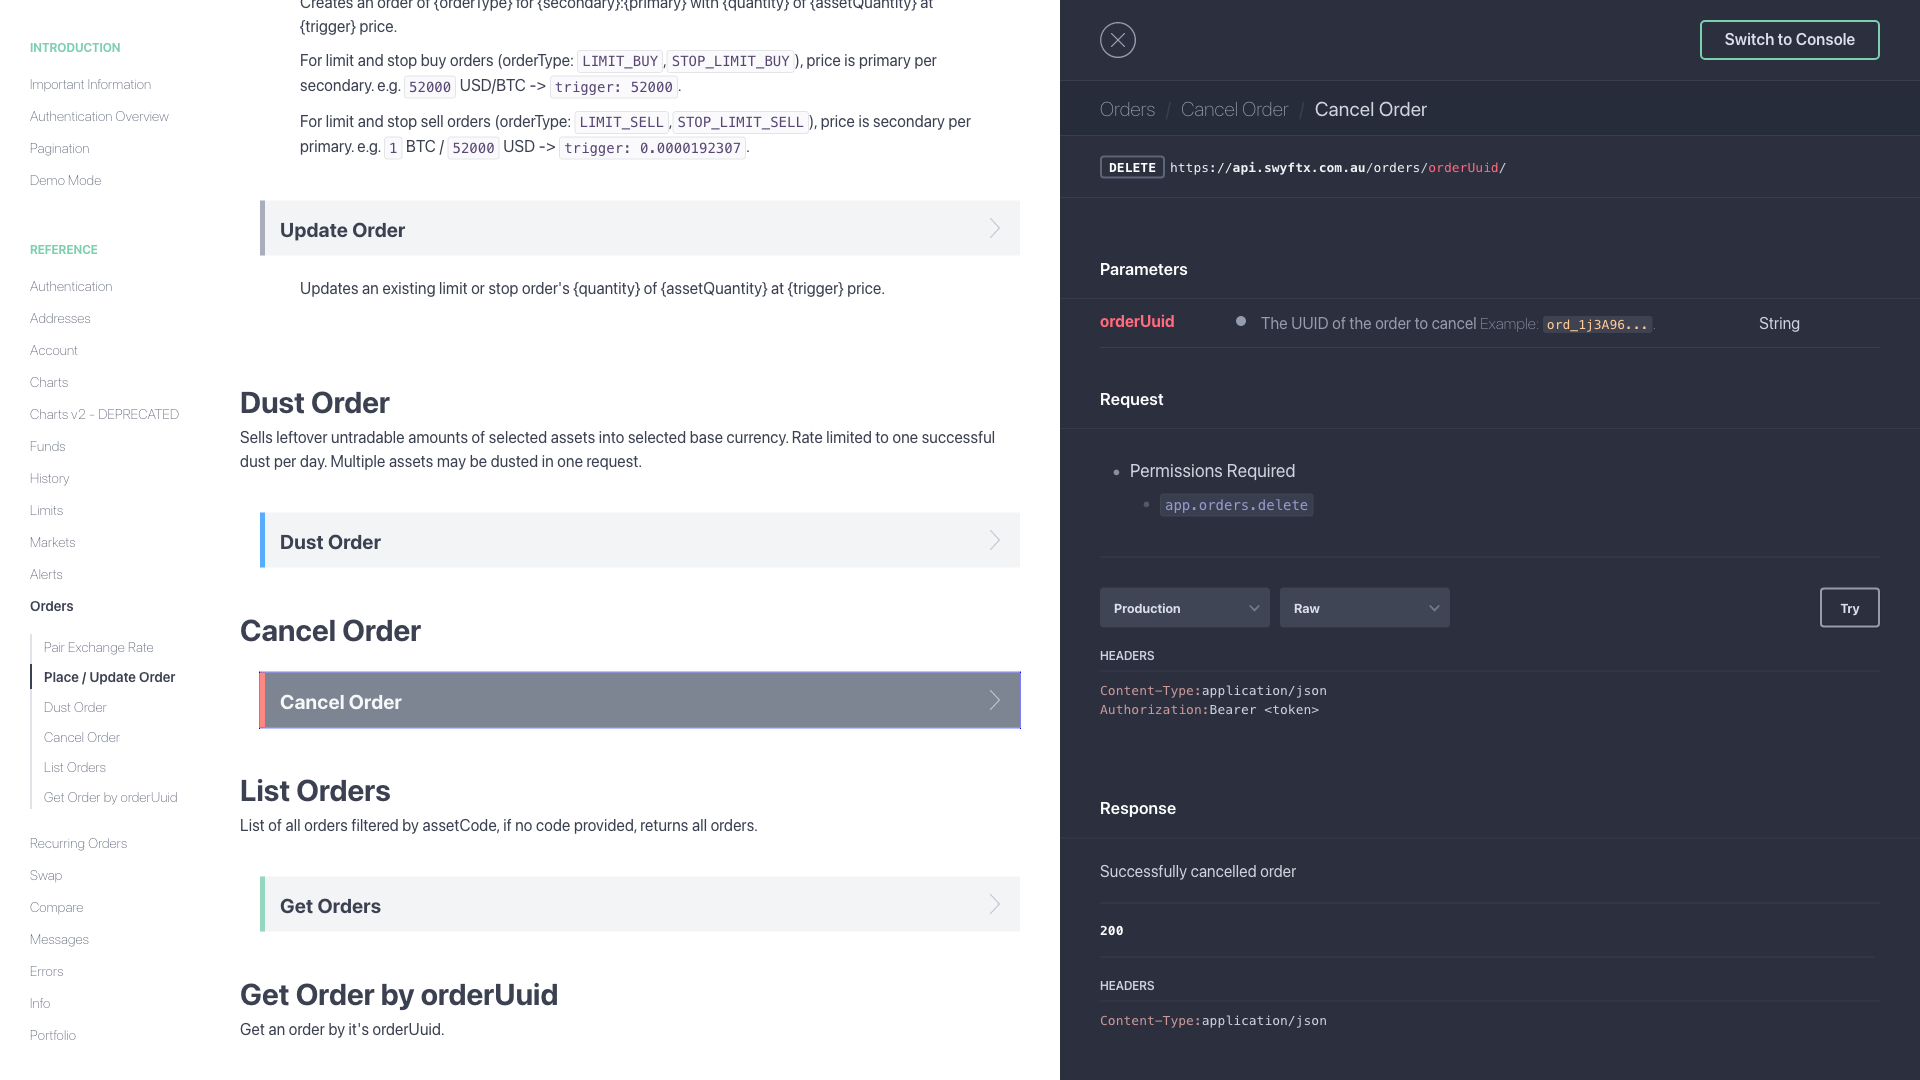 INTRODUCTION
Important Information
Authentication Overview
Pagination
Demo Mode
REFERENCE
Authentication
Addresses
Account
Charts
Charts v2 - DEPRECATED
Funds
History
Limits
Markets
Alerts
Orders
Pair Exchange Rate
Place / Update Order
Dust Order
Cancel Order
List Orders
Get Order by orderUuid
Recurring Orders
Swap
Compare
Messages
Errors
Info
Portfolio
Creates an order of {orderType} for {secondary}:{primary} with {quantity} of {assetQuantity} at
{trigger} price.
For limit and stop buy orders (orderType: LIMIT_BUY, STOP_LIMIT_BUY), price is primary per
secondary. e.g. 52000 USD/BTC -> trigger: 52000.
For limit and stop sell orders (orderType: LIMIT_SELL, STOP_LIMIT_SELL), price is secondary per
primary. e.g. 1 BTC / 52000 USD -> trigger: 0.0000192307.
Update Order
Updates an existing limit or stop order's {quantity} of {assetQuantity} at {trigger} price.
Dust Order
Sells leftover untradable amounts of selected assets into selected base currency. Rate limited to one successful
dust per day. Multiple assets may be dusted in one request.
Dust Order
Cancel Order
Cancel Order
List Orders
List of all orders filtered by assetCode, if no code provided, returns all orders.
Get Orders
Get Order by orderUuid
Get an order by it's orderUuid.
Switch to Console
Orders / Cancel Order / Cancel Order
DELETE https://api.swyftx.com.au/orders/orderUuid/
Parameters
orderUuid The UUID of the order to cancel Example: ord_1j3A96.... String
Request
Permissions Required
app.orders.delete
Production Raw Try
HEADERS
Content-Type:application/json
Authorization:Bearer <token>
Response
Successfully cancelled order
200
HEADERS
Content-Type:application/json